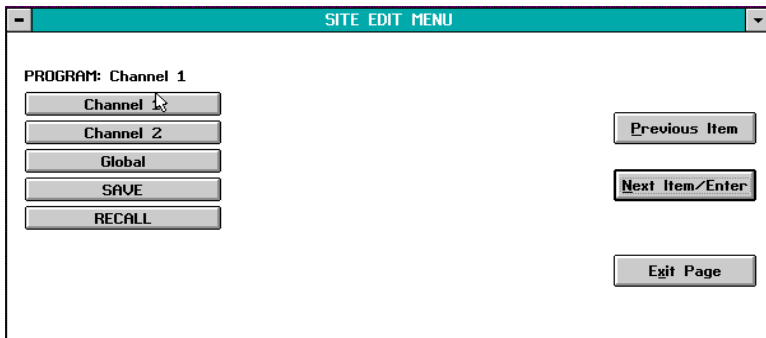 SITE EDIT MENU
PROGRAM: Channel 1
Channel 1
Channel 2
Global
SAVE
RECALL
Previous Item
Next Item/Enter
Exit Page